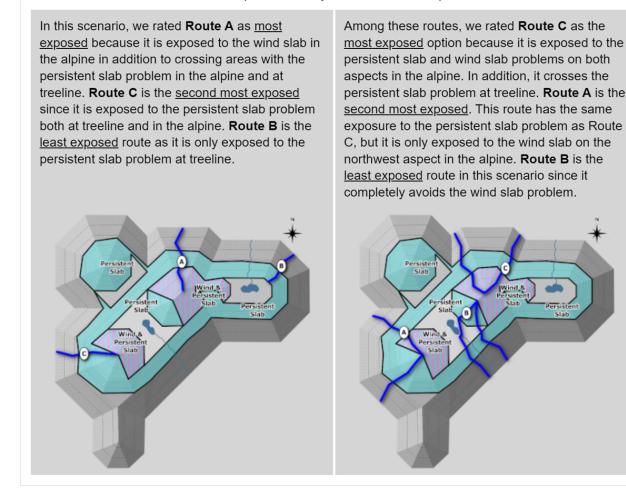 In this scenario, we rated Route A as most
exposed because it is exposed to the wind slab in
the alpine in addition to crossing areas with the
persistent slab problem in the alpine and at
treeline. Route C is the second most exposed
since it is exposed to the persistent slab problem
both at treeline and in the alpine. Route B is the
least exposed route as it is only exposed to the
persistent slab problem at treeline.
N
A
B
C
Persistent
Slab
Wind &
Persistent
Slab
Persistent
Slab
Persistent
Slab
Wind &
Persistent
Slab
Among these routes, we rated Route C as the
most exposed option because it is exposed to the
persistent slab and wind slab problems on both
aspects in the alpine. In addition, it crosses the
persistent slab problem at treeline. Route A is the
second most exposed. This route has the same
exposure to the persistent slab problem as Route
C, but it is only exposed to the wind slab on the
northwest aspect in the alpine. Route B is the
least exposed route in this scenario since it
completely avoids the wind slab problem.
N
C
Persistent
Slab
Wind &
Persistent
Slab
Persistent
Slab
Persistent
Slab
B
A
Wind &
Persistent
Slab